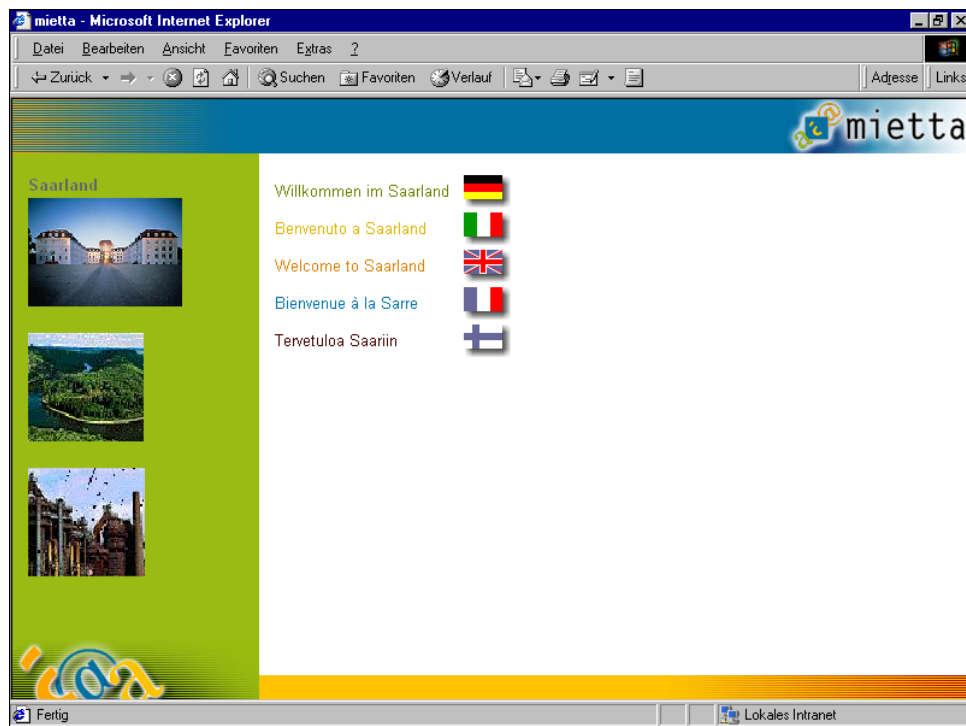 mietta - Microsoft Internet Explorer
Datei Bearbeiten Ansicht Favoriten Extras ?
Zurück Suchen Favoriten Verlauf Adresse Links
mietta
Saarland
Willkommen im Saarland
Benvenuto a Saarland
Welcome to Saarland
Bienvenue à la Sarre
Tervetuloa Saariin
Fertig Lokales Intranet